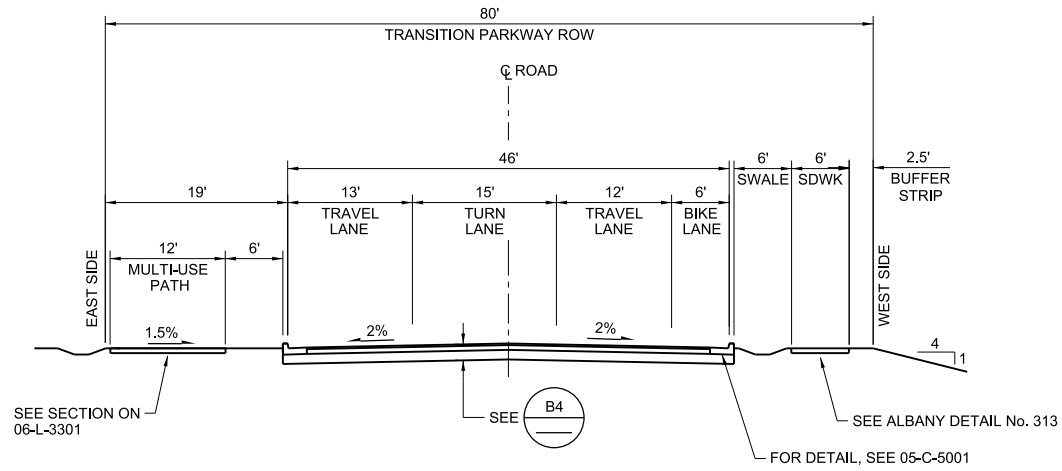 80'
TRANSITION PARKWAY ROW
℄ ROAD
46'
6'
6'
2.5'
SWALE
SDWK
BUFFER
STRIP
19'
13'
15'
12'
6'
TRAVEL
LANE
TURN
LANE
TRAVEL
LANE
BIKE
LANE
12'
6'
MULTI-USE
PATH
EAST SIDE
WEST SIDE
1.5%
2%
2%
4
1
SEE SECTION ON
06-L-3301
SEE
B4
SEE ALBANY DETAIL No. 313
FOR DETAIL, SEE 05-C-5001